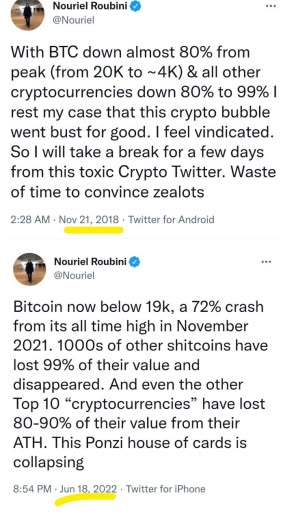 Nouriel Roubini
@Nouriel
With BTC down almost 80% from
peak (from 20K to ~4K) & all other
cryptocurrencies down 80% to 99% I
rest my case that this crypto bubble
went bust for good. I feel vindicated.
So I will take a break for a few days
from this toxic Crypto Twitter. Waste
of time to convince zealots
2:28 AM · Nov 21, 2018 · Twitter for Android
Nouriel Roubini
@Nouriel
Bitcoin now below 19k, a 72% crash
from its all time high in November
2021. 1000s of other shitcoins have
lost 99% of their value and
disappeared. And even the other
Top 10 “cryptocurrencies” have lost
80-90% of their value from their
ATH. This Ponzi house of cards is
collapsing
8:54 PM · Jun 18, 2022 · Twitter for iPhone